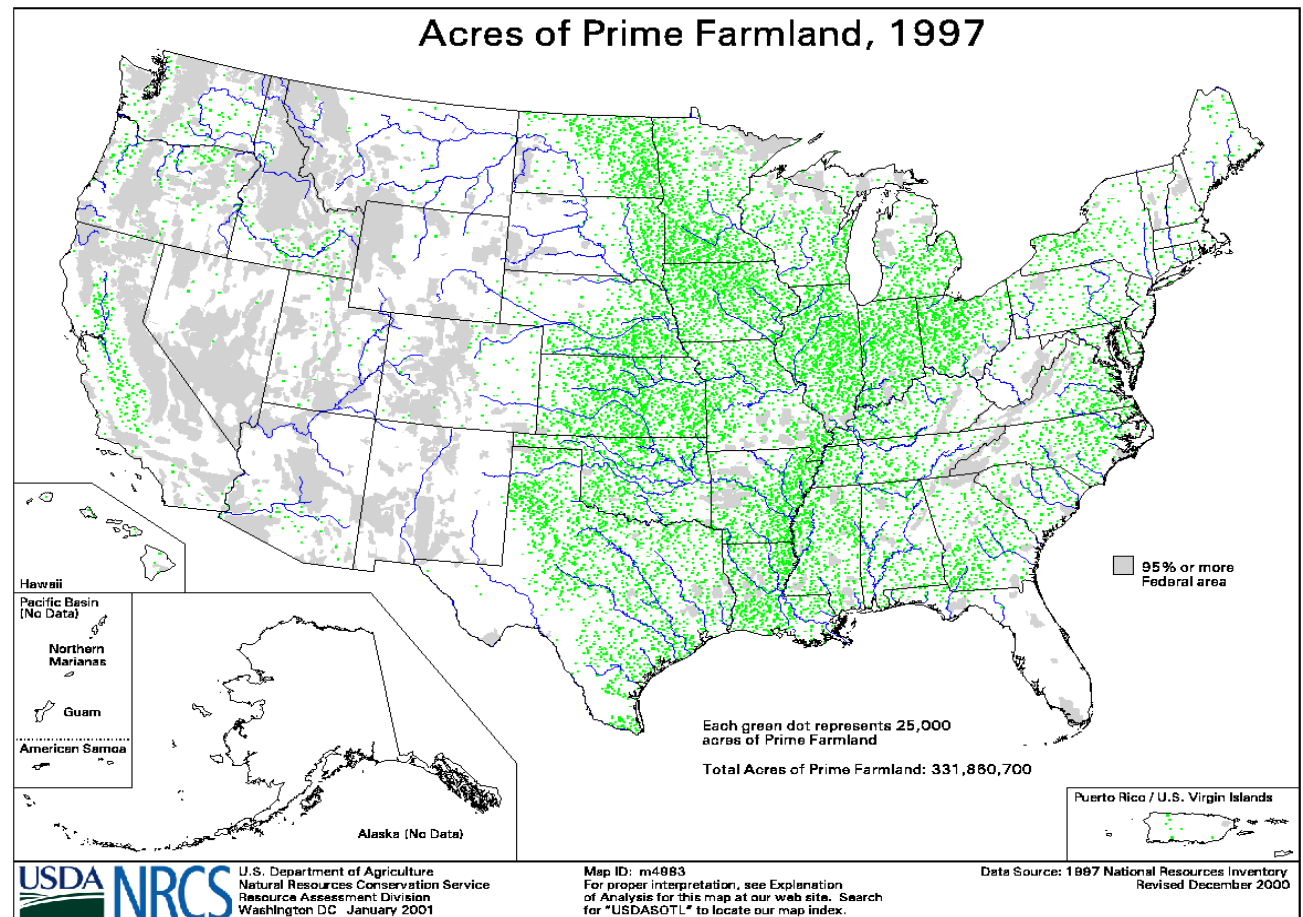 Acres of Prime Farmland, 1997
95% or more
Federal area
Hawaii
Pacific Basin
(No Data)
Northern
Marianas
Guam
American Samoa
Alaska (No Data)
Each green dot represents 25,000
acres of Prime Farmland
Total Acres of Prime Farmland: 331,860,700
Puerto Rico / U.S. Virgin Islands
USDA NRCS
U.S. Department of Agriculture
Natural Resources Conservation Service
Resource Assessment Division
Washington DC January 2001
Map ID: m4983
For proper interpretation, see Explanation
of Analysis for this map at our web site. Search
for "USDASOTL" to locate our map index.
Data Source: 1997 National Resources Inventory
Revised December 2000